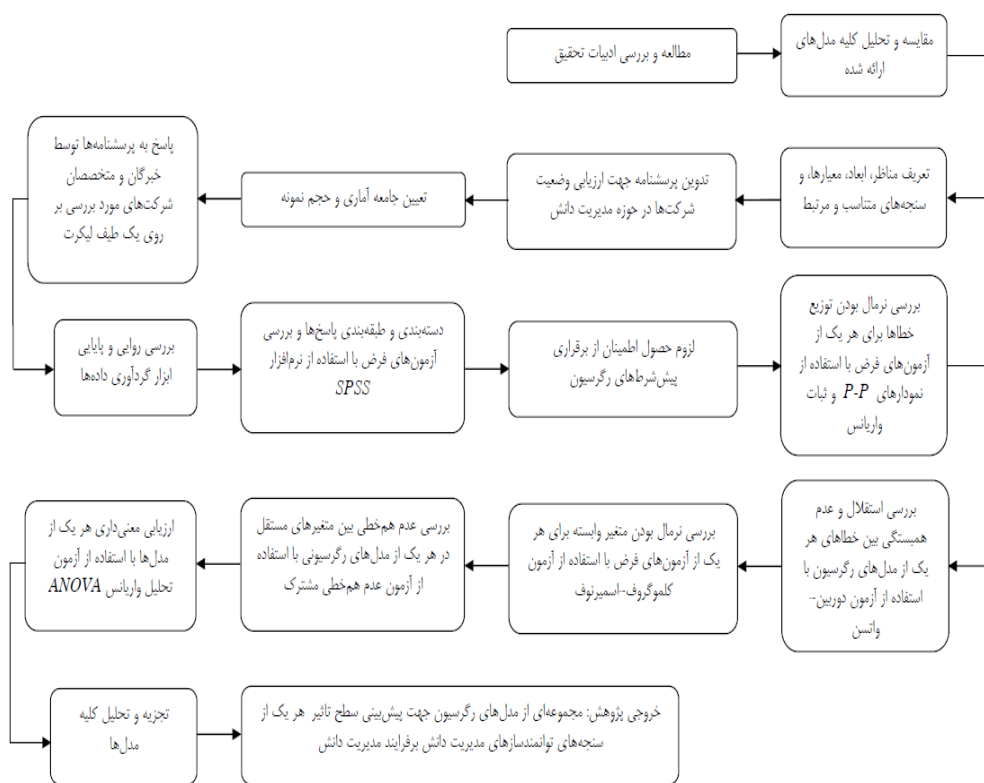 مطالعه و بررسی ادبیات تحقیق
مقایسه و تحلیل کلیه مدل‌های
ارائه شده
تعریف مناظر، ابعاد، معیارها، و
سنجه‌های متناسب و مرتبط
تدوین پرسشنامه جهت ارزیابی وضعیت
شرکت‌ها در حوزه مدیریت دانش
تعیین جامعه آماری و حجم نمونه
پاسخ به پرسشنامه‌ها توسط
خبرگان و متخصصان
شرکت‌های مورد بررسی بر
روی یک طیف لیکرت
بررسی روایی و پایایی
ابزار گردآوری داده‌ها
دسته‌بندی و طبقه‌بندی پاسخ‌ها و بررسی
آزمون‌های فرض با استفاده از نرم‌افزار
SPSS
لزوم حصول اطمینان از برقراری
پیش‌شرط‌های رگرسیون
بررسی نرمال بودن توزیع
خطاها برای هر یک از
آزمون‌های فرض با استفاده از
نمودارهای P-P و ثبات
واریانس
بررسی استقلال و عدم
همبستگی بین خطاهای هر
یک از مدل‌های رگرسیون با
استفاده از آزمون دوربین-
واتسن
بررسی نرمال بودن متغیر وابسته برای هر
یک از آزمون‌های فرض با استفاده از آزمون
کلموگروف-اسمیرنوف
بررسی عدم هم‌خطی بین متغیرهای مستقل
در هر یک از مدل‌های رگرسیونی با استفاده
از آزمون عدم هم‌خطی مشترک
ارزیابی معنی‌داری هر یک از
مدل‌ها با استفاده از آزمون
تحلیل واریانس ANOVA
تجزیه و تحلیل کلیه
مدل‌ها
خروجی پژوهش: مجموعه‌ای از مدل‌های رگرسیون جهت پیش‌بینی سطح تاثیر هر یک از
سنجه‌های توانمندسازهای مدیریت دانش برفرایند مدیریت دانش